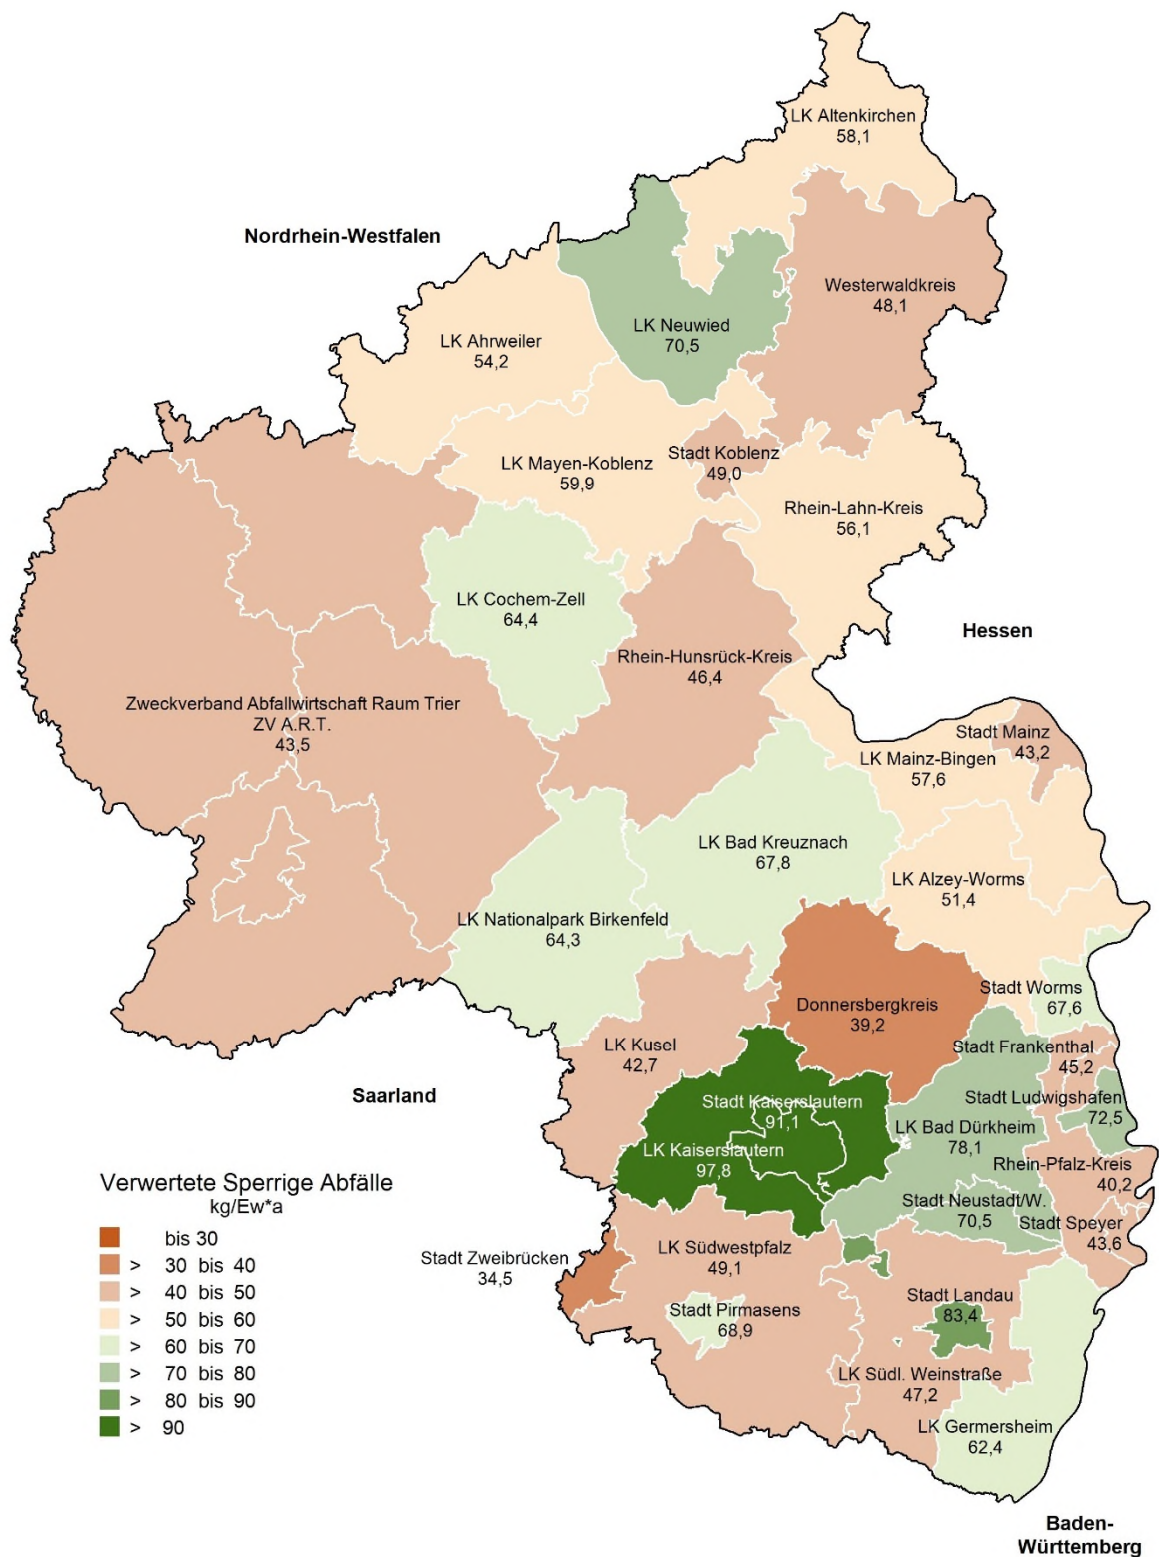 LK Altenkirchen
58,1
Nordrhein-Westfalen
Westerwaldkreis
48,1
LK Neuwied
70,5
LK Ahrweiler
54,2
Stadt Koblenz
49,0
LK Mayen-Koblenz
59,9
Rhein-Lahn-Kreis
56,1
LK Cochem-Zell
64,4
Hessen
Rhein-Hunsrück-Kreis
46,4
Zweckverband Abfallwirtschaft Raum Trier
ZV A.R.T.
43,5
Stadt Mainz
43,2
LK Mainz-Bingen
57,6
LK Bad Kreuznach
67,8
LK Alzey-Worms
51,4
LK Nationalpark Birkenfeld
64,3
Stadt Worms
67,6
Donnersbergkreis
39,2
LK Kusel
42,7
Stadt Frankenthal
45,2
Saarland
Stadt Ludwigshafen
72,5
Stadt Kaiserslautern
91,1
LK Bad Dürkheim
78,1
LK Kaiserslautern
97,8
Rhein-Pfalz-Kreis
40,2
Stadt Neustadt/W.
70,5
Stadt Speyer
43,6
Stadt Zweibrücken
34,5
LK Südwestpfalz
49,1
Stadt Landau
83,4
Stadt Pirmasens
68,9
LK Südl. Weinstraße
47,2
LK Germersheim
62,4
Baden-
Württemberg
Verwertete Sperrige Abfälle
kg/Ew*a
bis 30
> 30 bis 40
> 40 bis 50
> 50 bis 60
> 60 bis 70
> 70 bis 80
> 80 bis 90
> 90